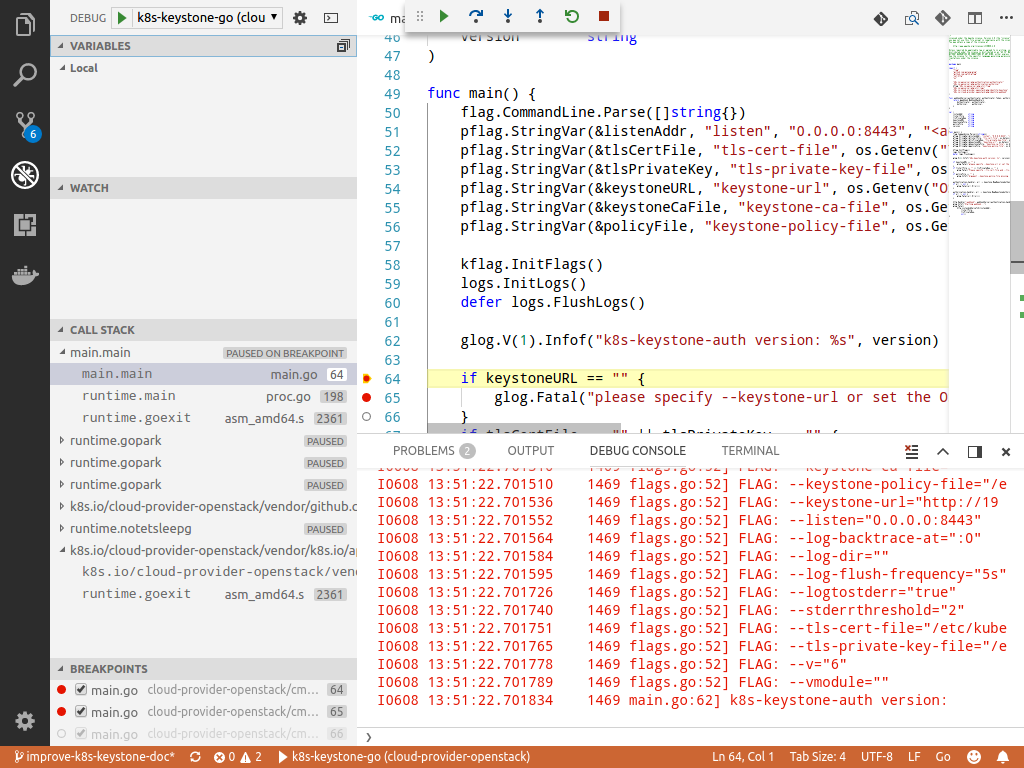 DEBUG k8s-keystone-go (clou
VARIABLES
Local
6
WATCH
CALL STACK
main.main PAUSED ON BREAKPOINT
main.main main.go 64
runtime.main proc.go 198
runtime.goexit asm_amd64.s 2361
runtime.gopark PAUSED
runtime.gopark PAUSED
runtime.gopark PAUSED
k8s.io/cloud-provider-openstack/vendor/github.c
runtime.notetsleepg PAUSED
k8s.io/cloud-provider-openstack/vendor/k8s.io/a
k8s.io/cloud-provider-openstack/ven
runtime.goexit asm_amd64.s 2361
BREAKPOINTS
main.go cloud-provider-openstack/cm... 64
main.go cloud-provider-openstack/cm... 65
main.go cloud-provider-openstack/cm... 66
GO ma
46 version string
47 )
48
49 func main() {
50 flag.CommandLine.Parse([]string{})
51 pflag.StringVar(&listenAddr, "listen", "0.0.0.0:8443", "<a
52 pflag.StringVar(&tlsCertFile, "tls-cert-file", os.Getenv("
53 pflag.StringVar(&tlsPrivateKey, "tls-private-key-file", os
54 pflag.StringVar(&keystoneURL, "keystone-url", os.Getenv("O
55 pflag.StringVar(&keystoneCaFile, "keystone-ca-file", os.Ge
56 pflag.StringVar(&policyFile, "keystone-policy-file", os.Ge
57
58 kflag.InitFlags()
59 logs.InitLogs()
60 defer logs.FlushLogs()
61
62 glog.V(1).Infof("k8s-keystone-auth version: %s", version)
63
64 if keystoneURL == "" {
65 glog.Fatal("please specify --keystone-url or set the O
66 }
67 if tlsCertFile == "" && tlsPrivateKey == "" {
PROBLEMS 2 OUTPUT DEBUG CONSOLE TERMINAL
I0608 13:51:22.701510 1469 flags.go:52] FLAG: --keystone-policy-file="/e
I0608 13:51:22.701536 1469 flags.go:52] FLAG: --keystone-url="http://19
I0608 13:51:22.701552 1469 flags.go:52] FLAG: --listen="0.0.0.0:8443"
I0608 13:51:22.701564 1469 flags.go:52] FLAG: --log-backtrace-at=":0"
I0608 13:51:22.701584 1469 flags.go:52] FLAG: --log-dir=""
I0608 13:51:22.701595 1469 flags.go:52] FLAG: --log-flush-frequency="5s"
I0608 13:51:22.701726 1469 flags.go:52] FLAG: --logtostderr="true"
I0608 13:51:22.701740 1469 flags.go:52] FLAG: --stderrthreshold="2"
I0608 13:51:22.701751 1469 flags.go:52] FLAG: --tls-cert-file="/etc/kube
I0608 13:51:22.701765 1469 flags.go:52] FLAG: --tls-private-key-file="/e
I0608 13:51:22.701778 1469 flags.go:52] FLAG: --v="6"
I0608 13:51:22.701789 1469 flags.go:52] FLAG: --vmodule=""
I0608 13:51:22.701834 1469 main.go:62] k8s-keystone-auth version:
improve-k8s-keystone-doc* 0 2 k8s-keystone-go (cloud-provider-openstack) Ln 64, Col 1 Tab Size: 4 UTF-8 LF Go